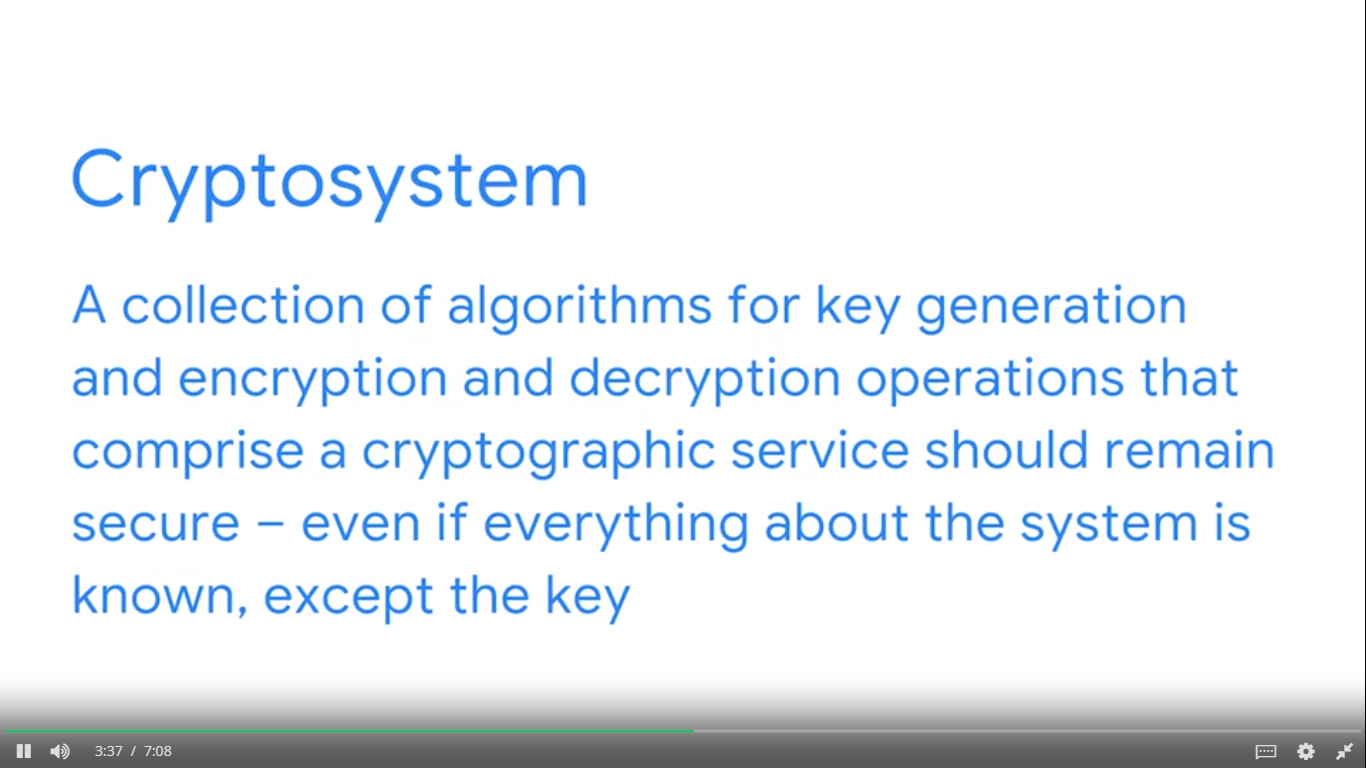 Cryptosystem
A collection of algorithms for key generation
and encryption and decryption operations that
comprise a cryptographic service should remain
secure – even if everything about the system is
known, except the key
3:37 / 7:08